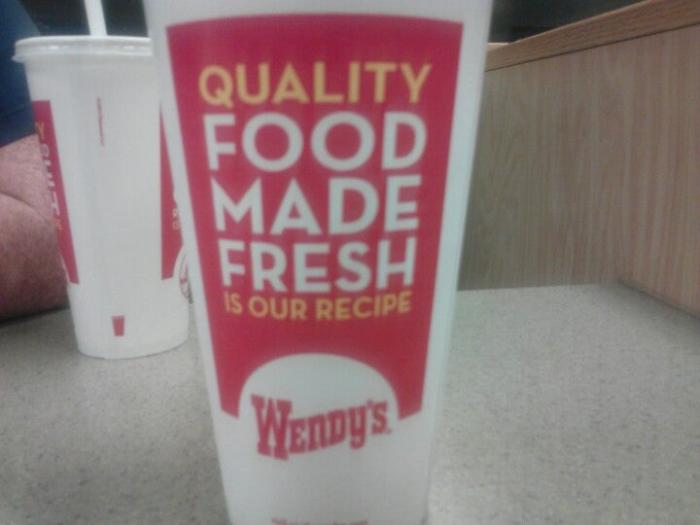 QUALITY
FOOD
MADE
FRESH
IS OUR RECIPE
WENDY'S